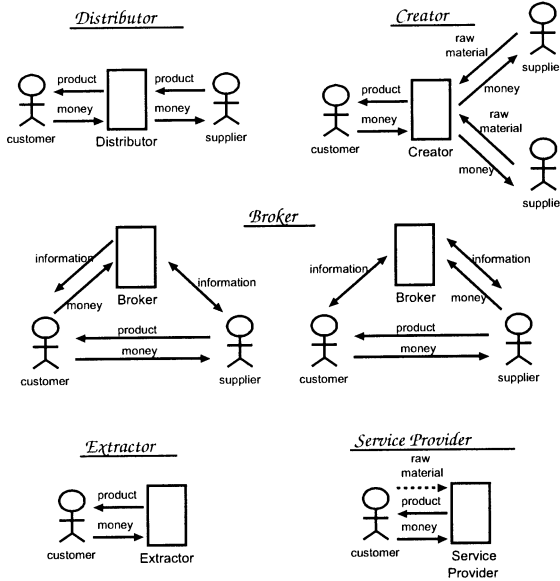 Distributor
product
product
money
money
customer
Distributor
supplier
Creator
raw
material
product
money
supplie
money
raw
material
customer
Creator
money
supplie
Broker
information
money
Broker
information
product
money
customer
supplier
information
Broker
information
money
product
money
customer
supplier
Extractor
product
money
customer
Extractor
Service Provider
raw
material
product
money
customer
Service
Provider